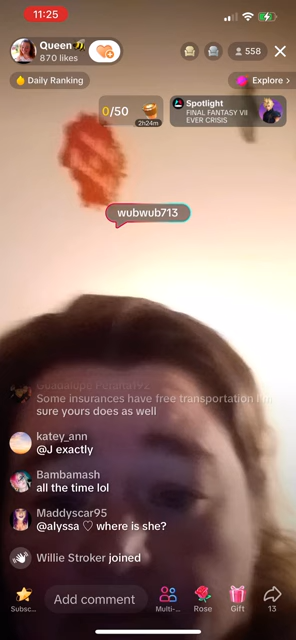 11:25
Queen 🐝
870 likes
558
Daily Ranking
Explore >
0/50
2h24m
Spotlight
FINAL FANTASY VII
EVER CRISIS
wubwub713
Some insurances have free transportation I'm
sure yours does as well
katey_ann
@J exactly
Bambamash
all the time lol
Maddyscar95
@alyssa ♡ where is she?
Willie Stroker joined
Subsc...
Add comment
Multi-...
Rose
Gift
13